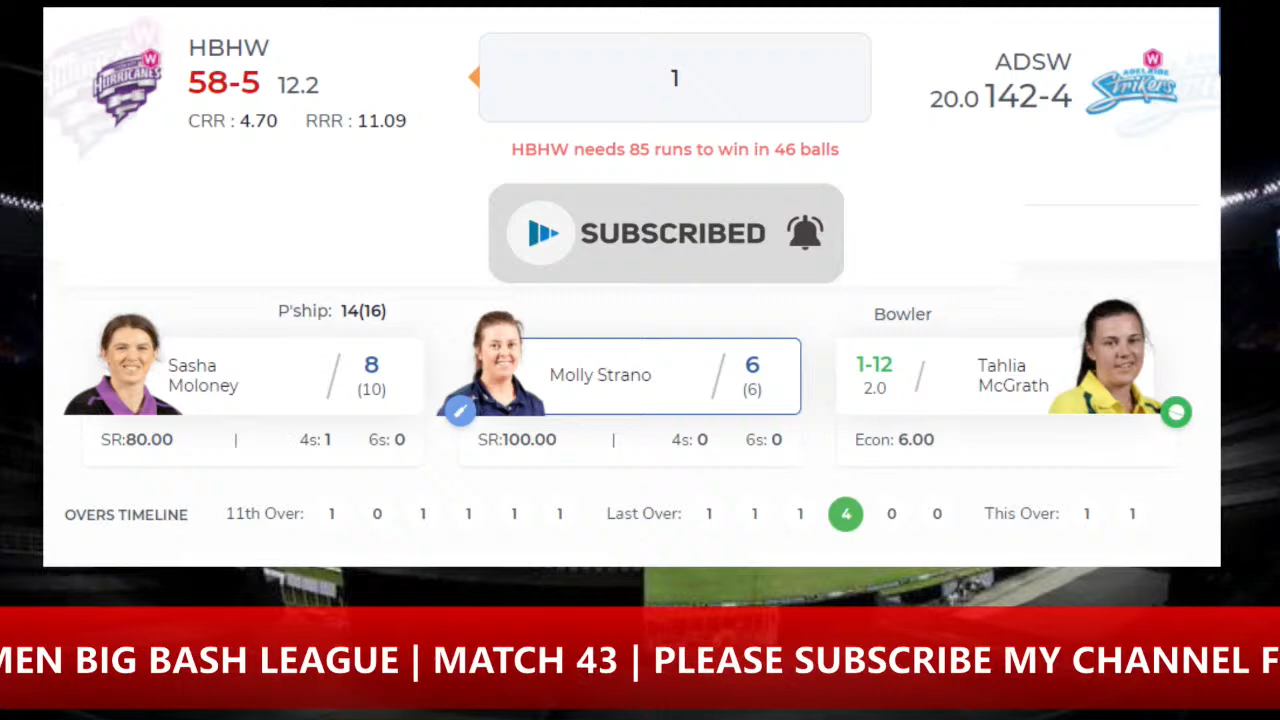 HBHW
58-5 12.2
CRR : 4.70 RRR : 11.09
1
HBHW needs 85 runs to win in 46 balls
ADSW
20.0 142-4
HURRICANES
W
W
ADELAIDE
Strikers
SUBSCRIBED
P'ship: 14(16)
Sasha
Moloney
8
(10)
SR:80.00 | 4s: 1 6s: 0
Molly Strano
6
(6)
SR:100.00 | 4s: 0 6s: 0
Bowler
1-12
2.0
Tahlia
McGrath
Econ: 6.00
OVERS TIMELINE 11th Over: 1 0 1 1 1 1 Last Over: 1 1 1 4 0 0 This Over: 1 1
MEN BIG BASH LEAGUE | MATCH 43 | PLEASE SUBSCRIBE MY CHANNEL F